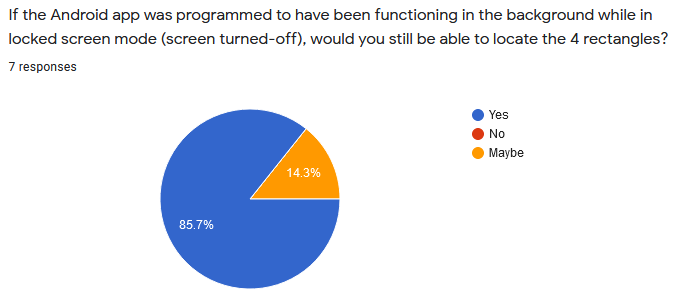 If the Android app was programmed to have been functioning in the background while in
locked screen mode (screen turned-off), would you still be able to locate the 4 rectangles?
7 responses
Yes
No
Maybe
14.3%
85.7%